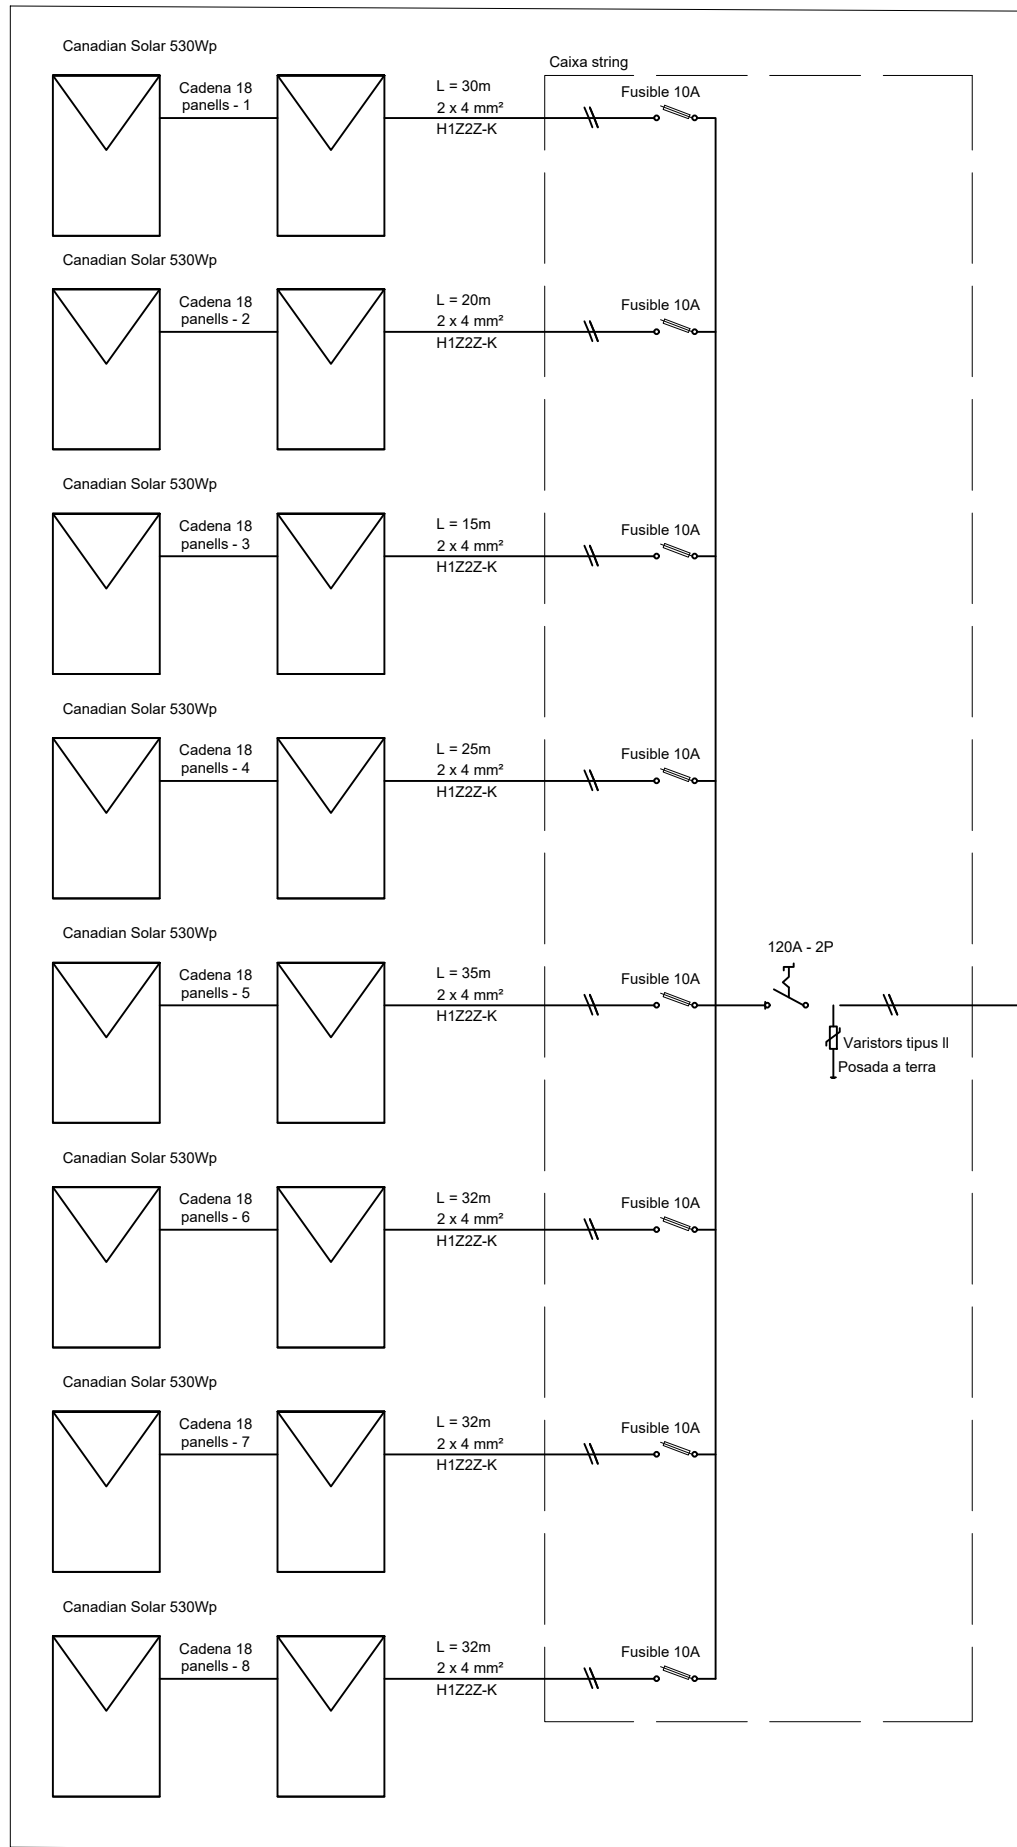 Canadian Solar 530Wp
Caixa string
Cadena 18
panells - 1
L = 30m
2 x 4 mm²
H1Z2Z-K
Fusible 10A
Canadian Solar 530Wp
Cadena 18
panells - 2
L = 20m
2 x 4 mm²
H1Z2Z-K
Fusible 10A
Canadian Solar 530Wp
Cadena 18
panells - 3
L = 15m
2 x 4 mm²
H1Z2Z-K
Fusible 10A
Canadian Solar 530Wp
Cadena 18
panells - 4
L = 25m
2 x 4 mm²
H1Z2Z-K
Fusible 10A
Canadian Solar 530Wp
Cadena 18
panells - 5
L = 35m
2 x 4 mm²
H1Z2Z-K
Fusible 10A
120A - 2P
Varistors tipus II
Posada a terra
Canadian Solar 530Wp
Cadena 18
panells - 6
L = 32m
2 x 4 mm²
H1Z2Z-K
Fusible 10A
Canadian Solar 530Wp
Cadena 18
panells - 7
L = 32m
2 x 4 mm²
H1Z2Z-K
Fusible 10A
Canadian Solar 530Wp
Cadena 18
panells - 8
L = 32m
2 x 4 mm²
H1Z2Z-K
Fusible 10A